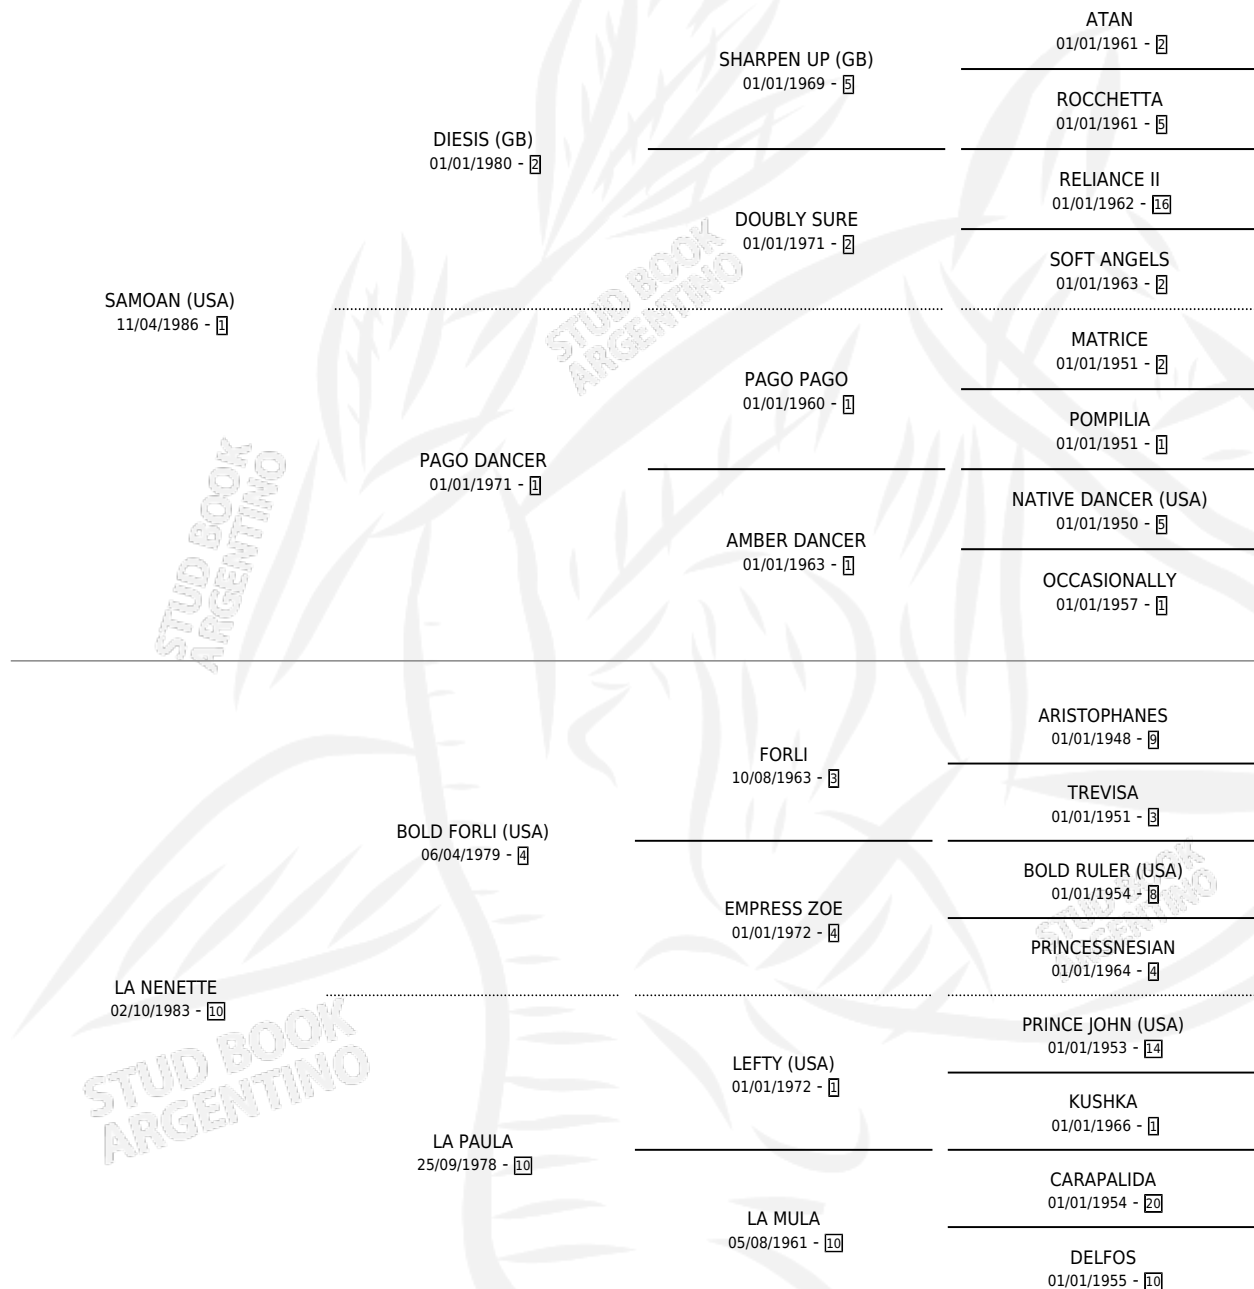 ATAN
01/01/1961 - 2
SHARPEN UP (GB)
01/01/1969 - 5
ROCCHETTA
01/01/1961 - 5
DIESIS (GB)
01/01/1980 - 2
RELIANCE II
01/01/1962 - 16
DOUBLY SURE
01/01/1971 - 2
SOFT ANGELS
01/01/1963 - 2
SAMOAN (USA)
11/04/1986 - 1
STUD BOOK
ARGENTINO
MATRICE
01/01/1951 - 2
PAGO PAGO
01/01/1960 - 1
POMPILIA
01/01/1951 - 1
PAGO DANCER
01/01/1971 - 1
NATIVE DANCER (USA)
01/01/1950 - 5
AMBER DANCER
01/01/1963 - 1
OCCASIONALLY
01/01/1957 - 1
STUD BOOK
ARGENTINO
ARISTOPHANES
01/01/1948 - 9
FORLI
10/08/1963 - 3
TREVISA
01/01/1951 - 3
BOLD FORLI (USA)
06/04/1979 - 4
BOLD RULER (USA)
01/01/1954 - 8
EMPRESS ZOE
01/01/1972 - 4
STUD BOOK
ARGENTINO
PRINCESSNESIAN
01/01/1964 - 4
LA NENETTE
02/10/1983 - 10
STUD BOOK
ARGENTINO
PRINCE JOHN (USA)
01/01/1953 - 14
LEFTY (USA)
01/01/1972 - 1
KUSHKA
01/01/1966 - 1
LA PAULA
25/09/1978 - 10
CARAPALIDA
01/01/1954 - 20
LA MULA
05/08/1961 - 10
DELFOS
01/01/1955 - 10